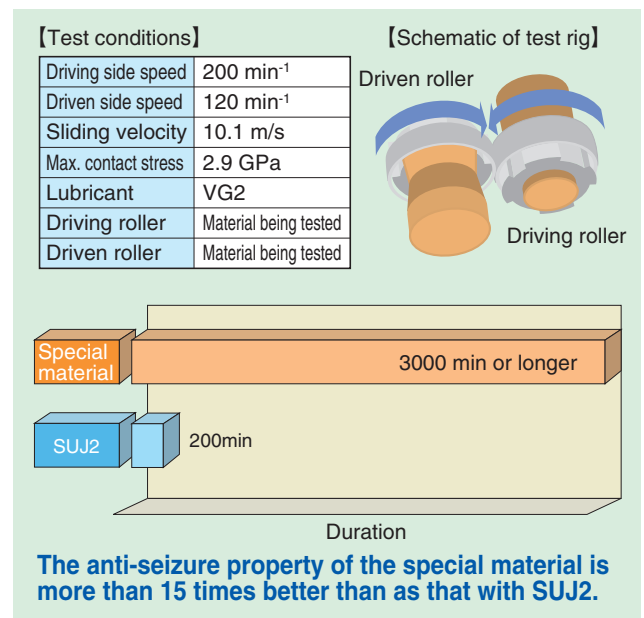 【Test conditions】
Driving side speed 200 min-1
Driven side speed 120 min-1
Sliding velocity 10.1 m/s
Max. contact stress 2.9 GPa
Lubricant VG2
Driving roller Material being tested
Driven roller Material being tested
【Schematic of test rig】
Driven roller
Driving roller
Special
material
3000 min or longer
SUJ2
200min
Duration
The anti-seizure property of the special material is
more than 15 times better than as that with SUJ2.